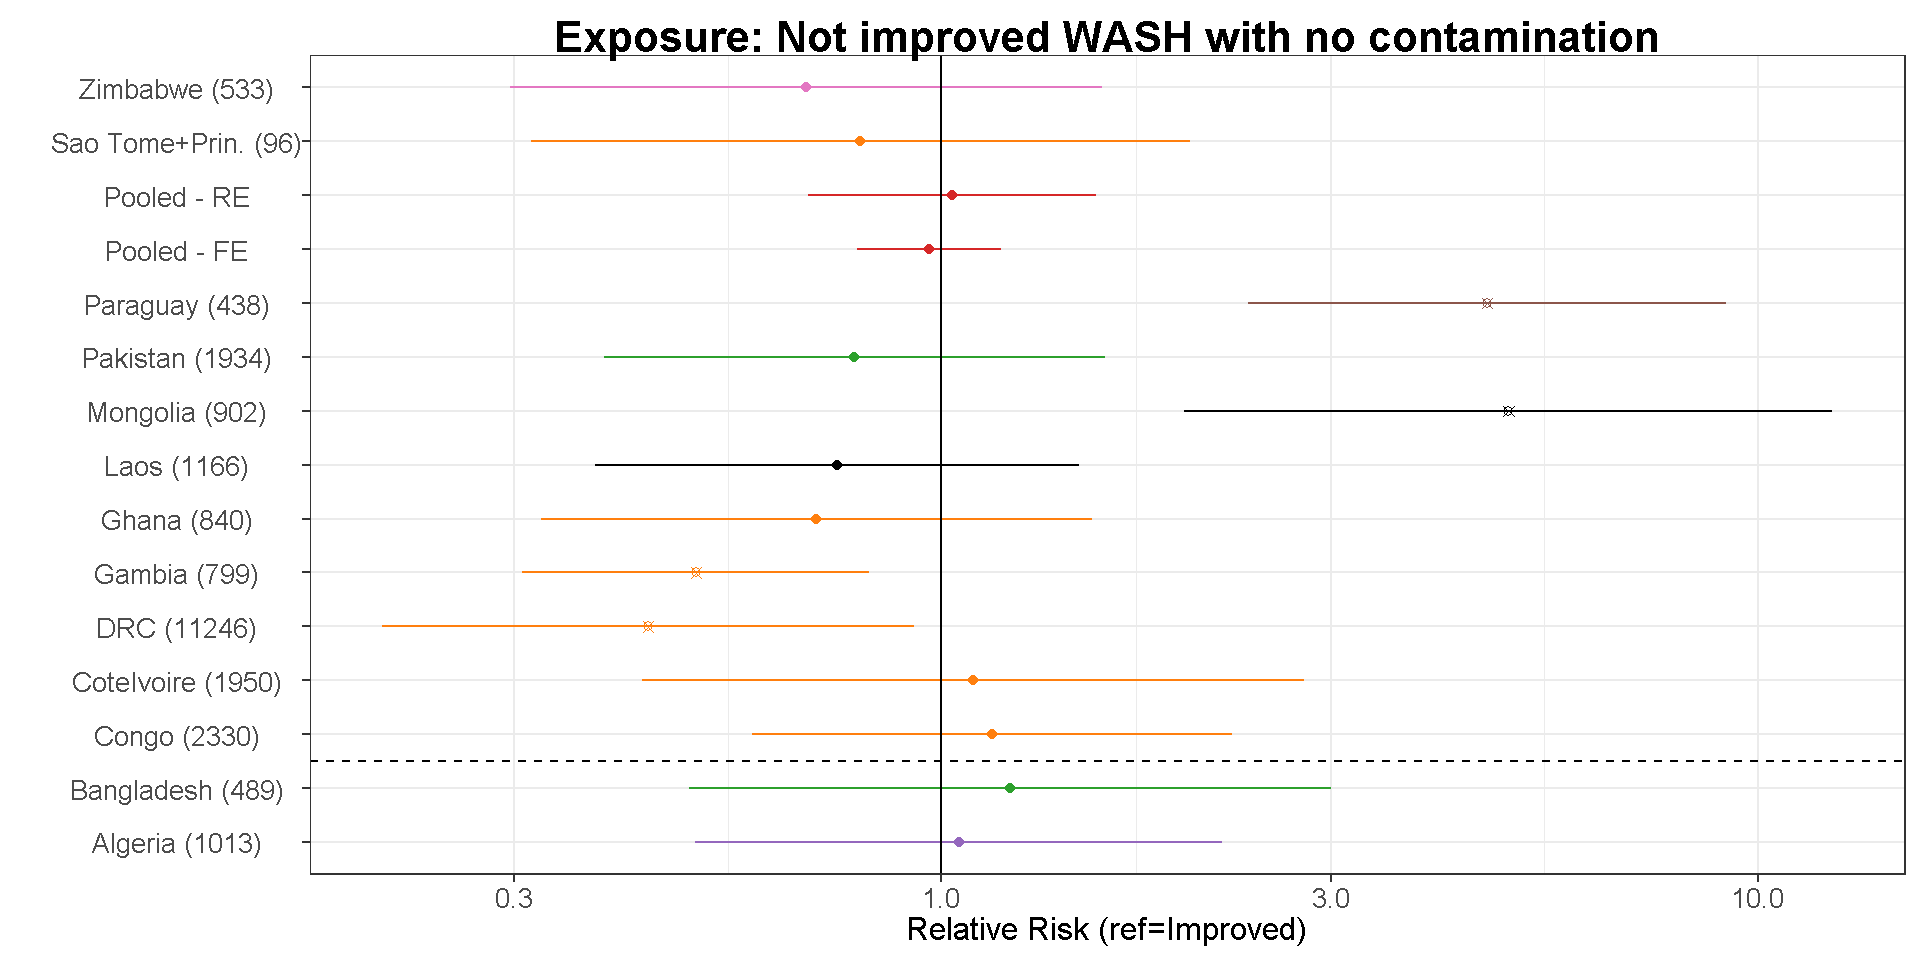 Exposure: Not improved WASH with no contamination
Zimbabwe (533)
Sao Tome+Prin. (96)
Pooled - RE
Pooled - FE
Paraguay (438)
Pakistan (1934)
Mongolia (902)
Laos (1166)
Ghana (840)
Gambia (799)
DRC (11246)
CoteIvoire (1950)
Congo (2330)
Bangladesh (489)
Algeria (1013)
0.3 1.0 3.0 10.0
Relative Risk (ref=Improved)